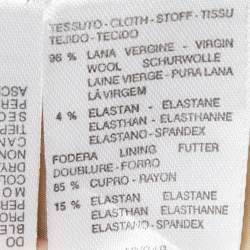 TESSUTO-CLOTH-STOFF-TISSU
TEJIDO-TECIDO
96 % LANA VERGINE - VIRGIN
WOOL SCHURWOLLE
LAINE VIERGE-PURA LANA
LÃ VIRGEM
4 % ELASTAN - ELASTANE
ELASTHAN-ELASTHANNE
ELASTANO-SPANDEX
FODERA LINING FUTTER
DOUBLURE-FORRO
85 % CUPRO-RAYON
15 % ELASTAN ELASTANE
ELASTHAN ELASTHANNE
ELASTANO-SPANDEX